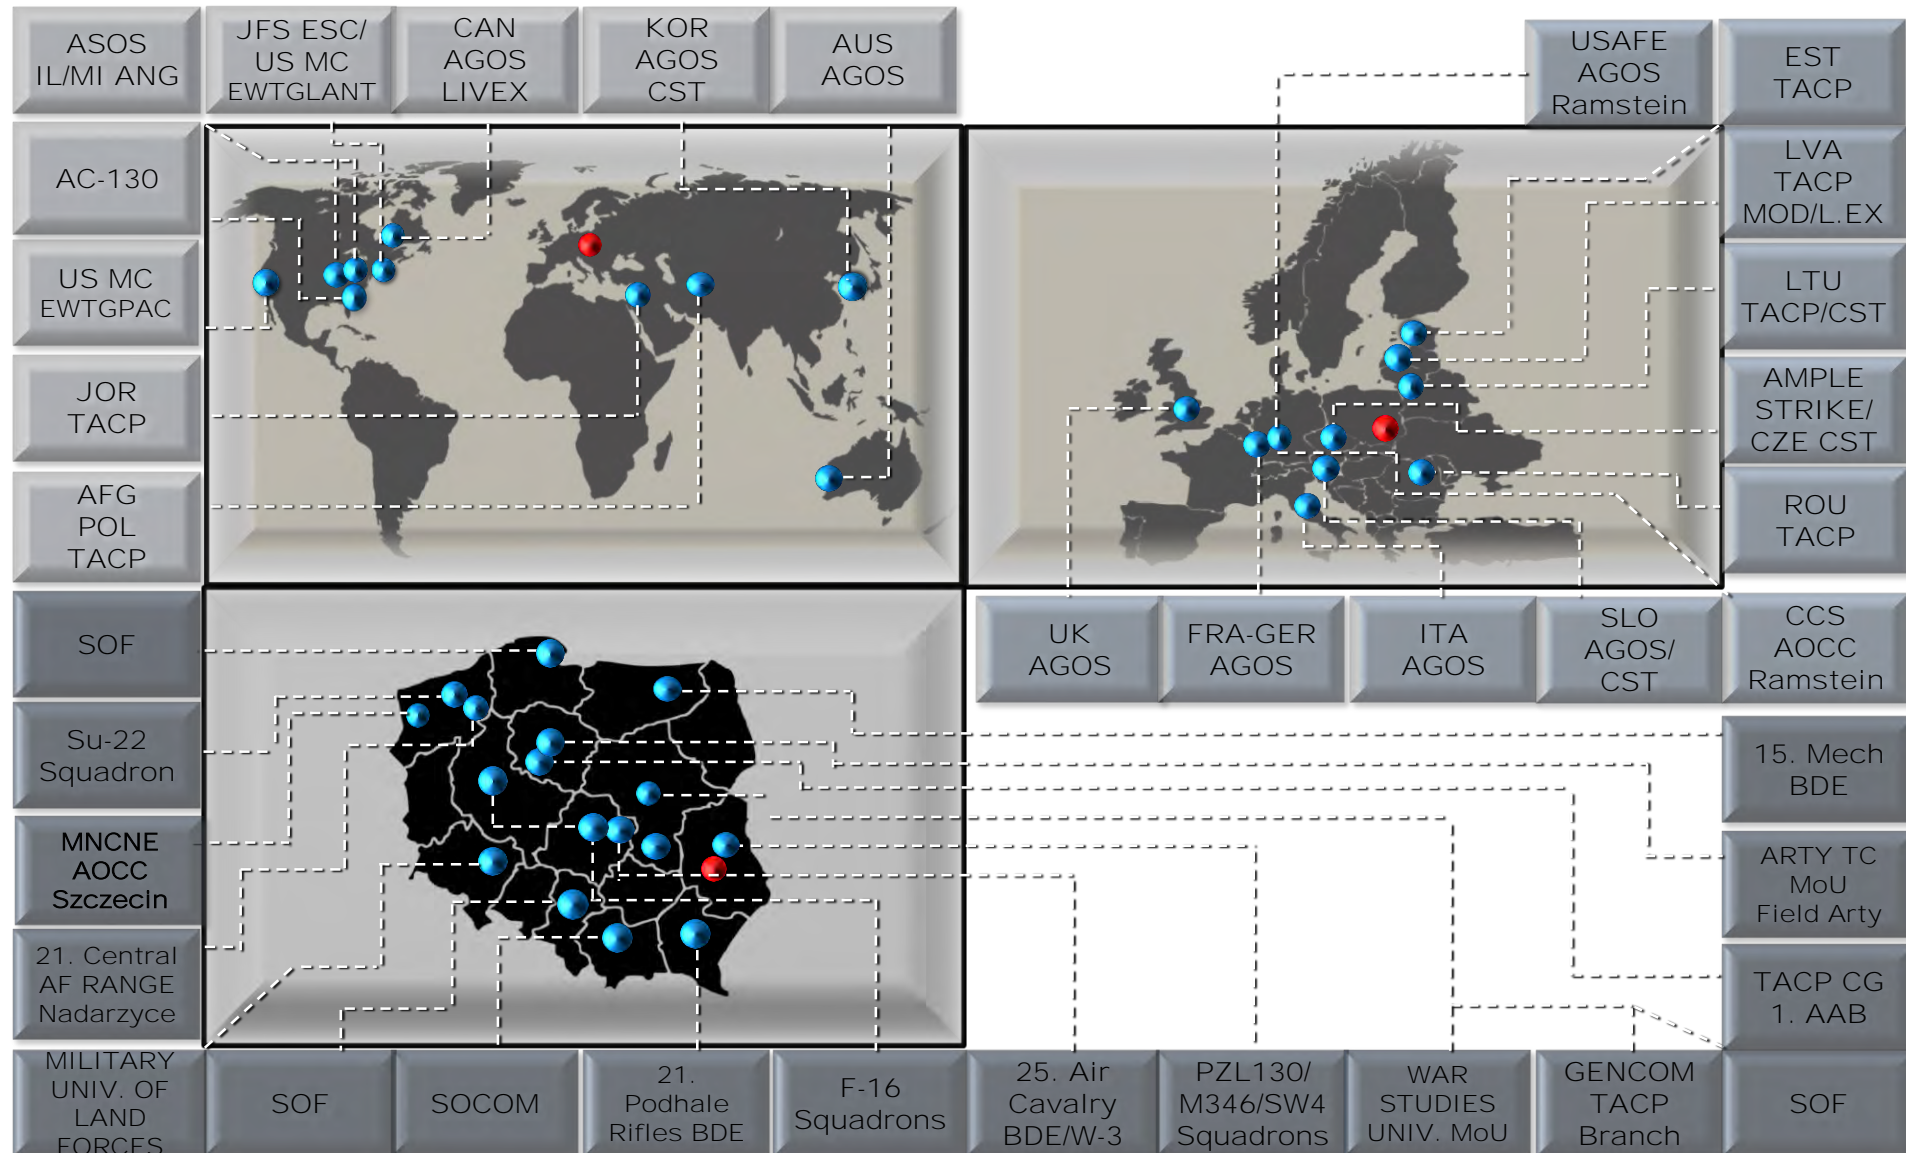 ASOS
IL/MI ANG
JFS ESC/
US MC
EWTGLANT
CAN
AGOS
LIVEX
KOR
AGOS
CST
AUS
AGOS
USAFE
AGOS
Ramstein
EST
TACP
AC-130
US MC
EWTGPAC
JOR
TACP
AFG
POL
TACP
LVA
TACP
MOD/L.EX
LTU
TACP/CST
AMPLE
STRIKE/
CZE CST
ROU
TACP
UK
AGOS
FRA-GER
AGOS
ITA
AGOS
SLO
AGOS/
CST
CCS
AOCC
Ramstein
SOF
Su-22
Squadron
MNCNE
AOCC
Szczecin
21. Central
AF RANGE
Nadarzyce
15. Mech
BDE
ARTY TC
MoU
Field Arty
TACP CG
1. AAB
MILITARY
UNIV. OF
LAND
FORCES
SOF
SOCOM
21.
Podhale
Rifles BDE
F-16
Squadrons
25. Air
Cavalry
BDE/W-3
PZL130/
M346/SW4
Squadrons
WAR
STUDIES
UNIV. MoU
GENCOM
TACP
Branch
SOF